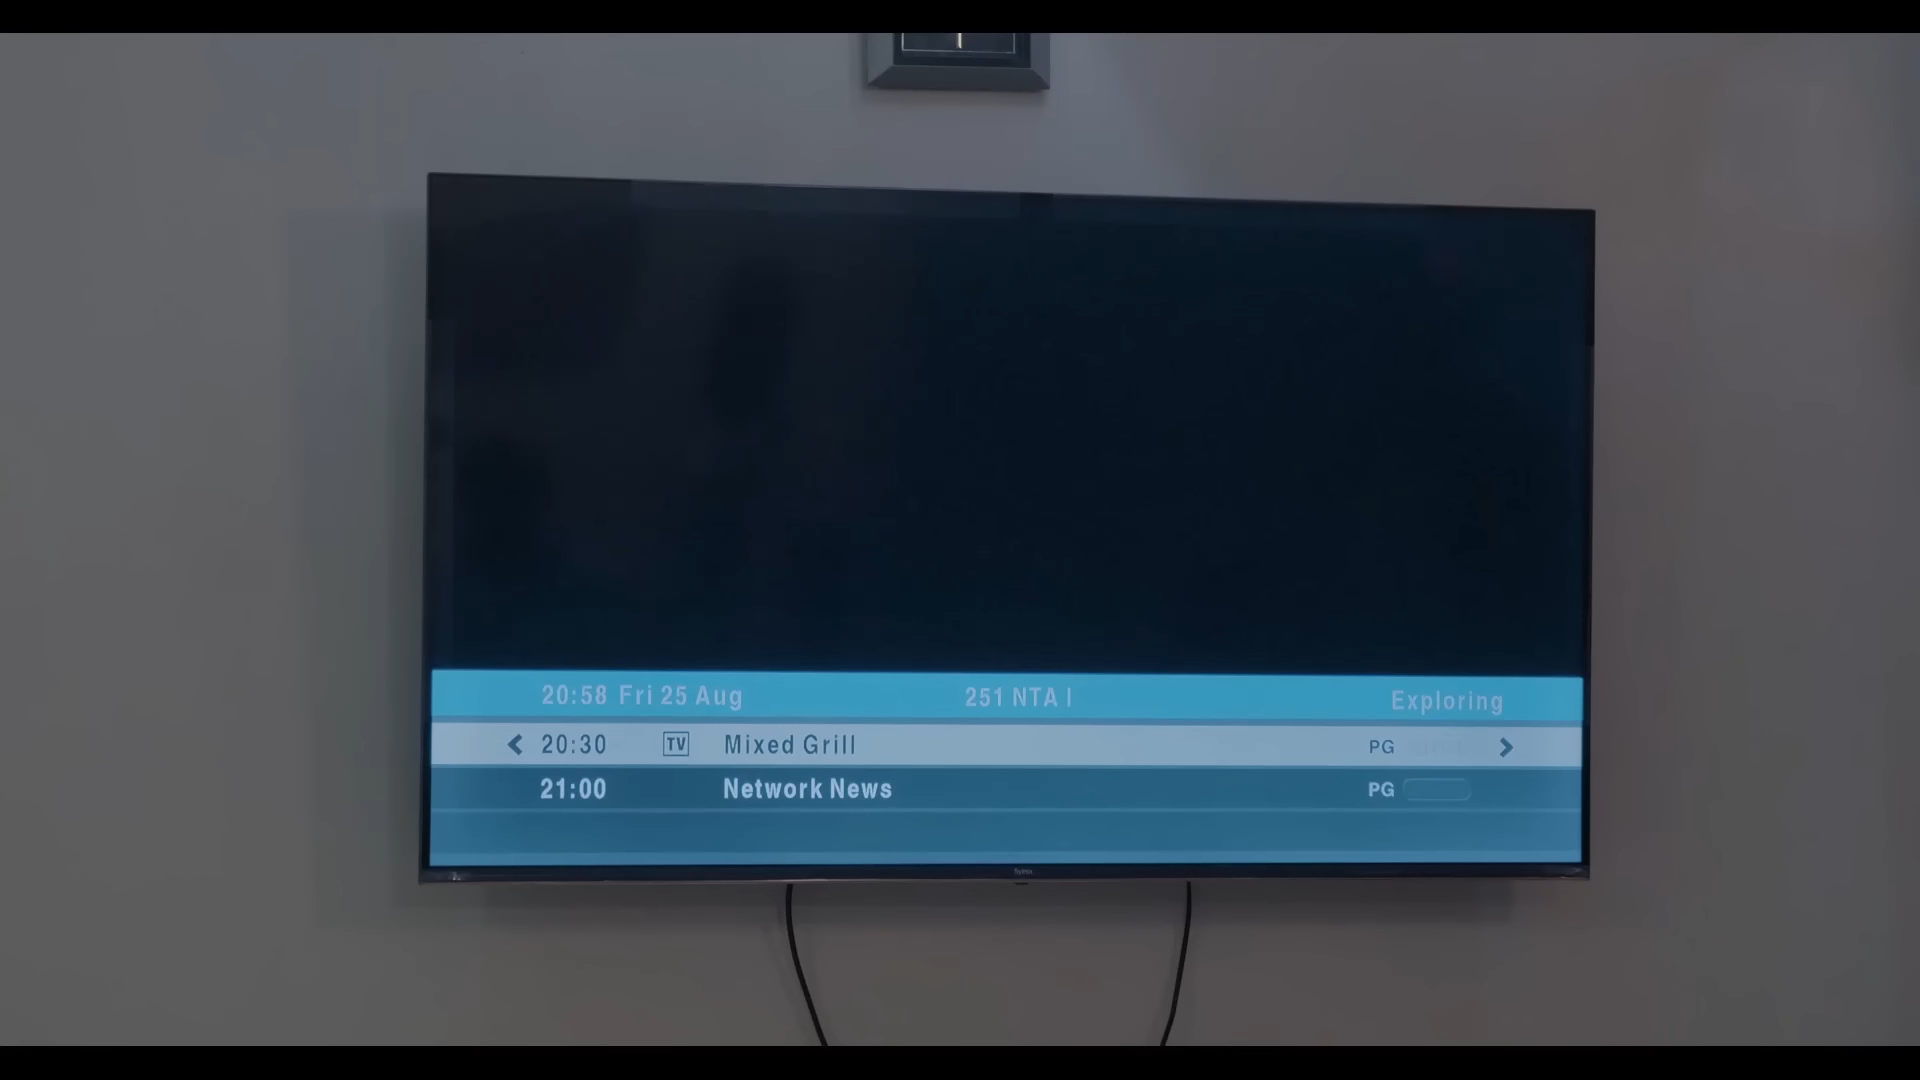 20:58 Fri 25 Aug 251 NTA I Exploring
20:30 TV Mixed Grill PG
21:00 Network News PG